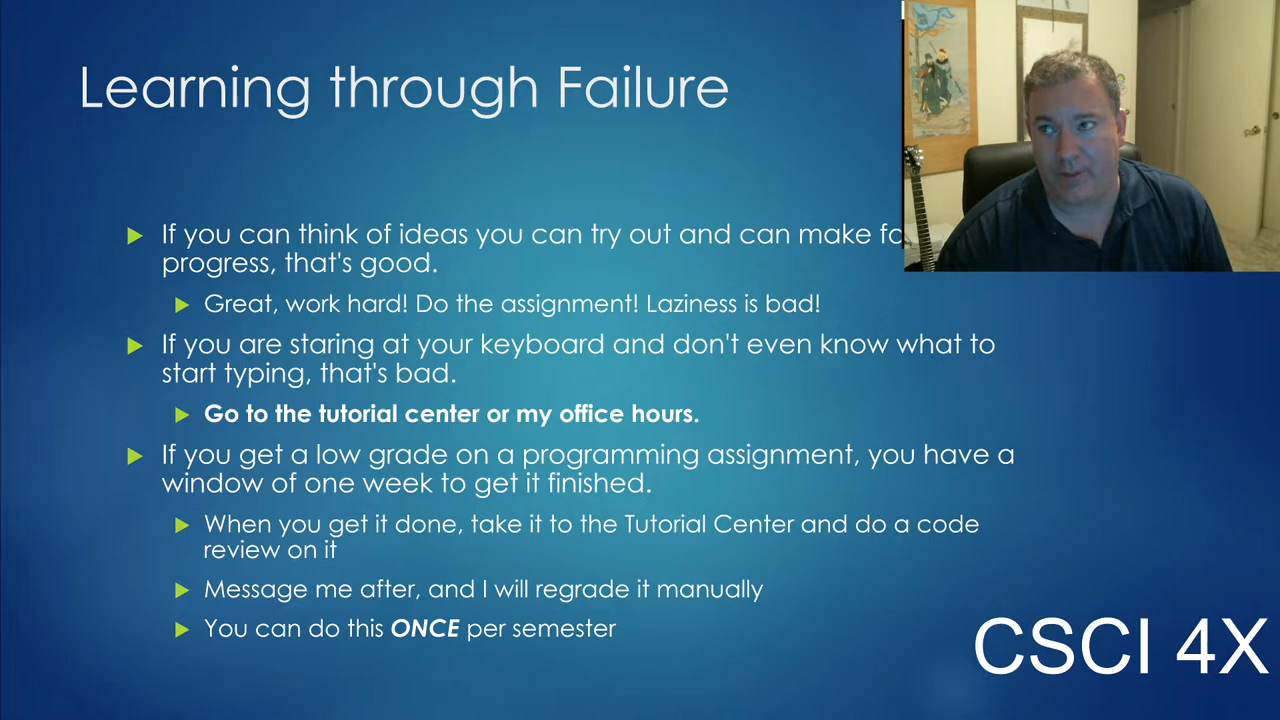 Learning through Failure
If you can think of ideas you can try out and can make
progress, that's good.
Great, work hard! Do the assignment! Laziness is bad!
If you are staring at your keyboard and don't even know what to
start typing, that's bad.
Go to the tutorial center or my office hours.
If you get a low grade on a programming assignment, you have a
window of one week to get it finished.
When you get it done, take it to the Tutorial Center and do a code
review on it
Message me after, and I will regrade it manually
You can do this ONCE per semester
CSCI 4X